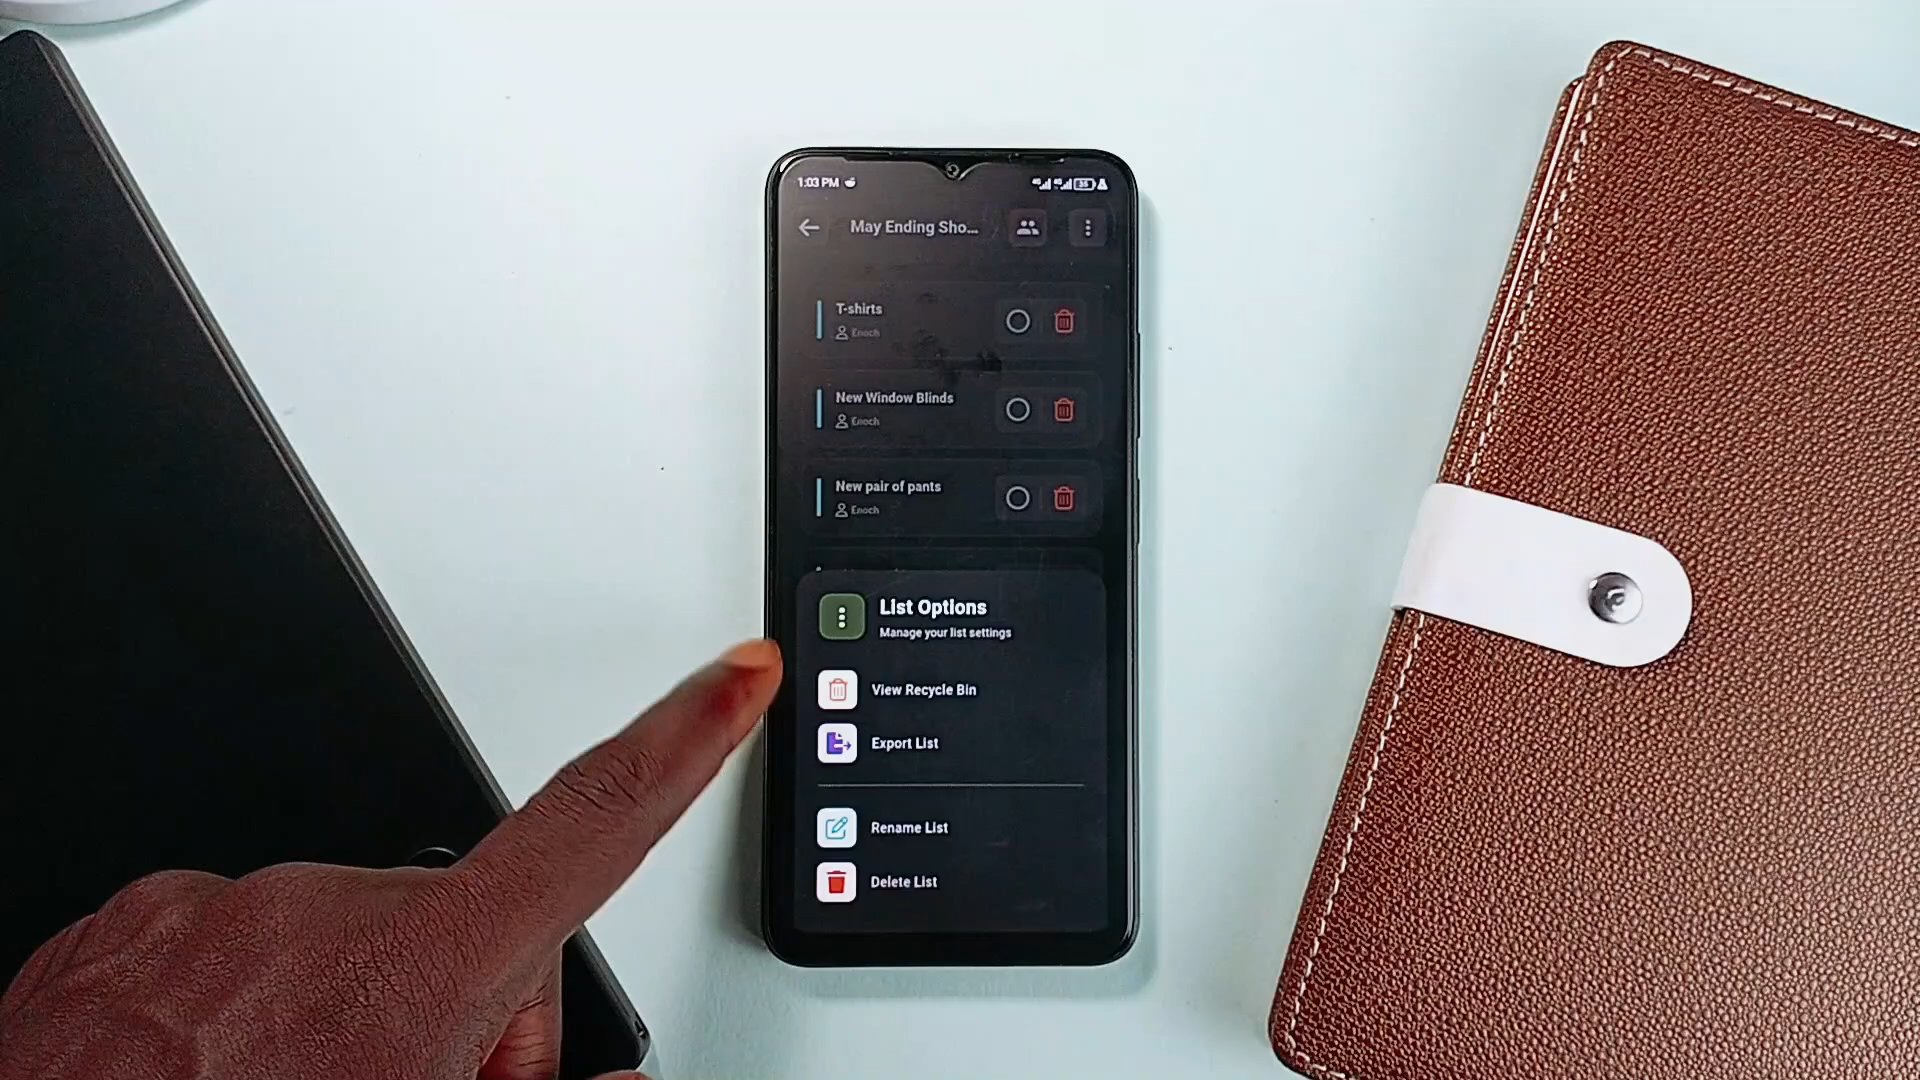 1:03 PM
35
May Ending Sho...
T-shirts
Enoch
New Window Blinds
Enoch
New pair of pants
Enoch
List Options
Manage your list settings
View Recycle Bin
Export List
Rename List
Delete List